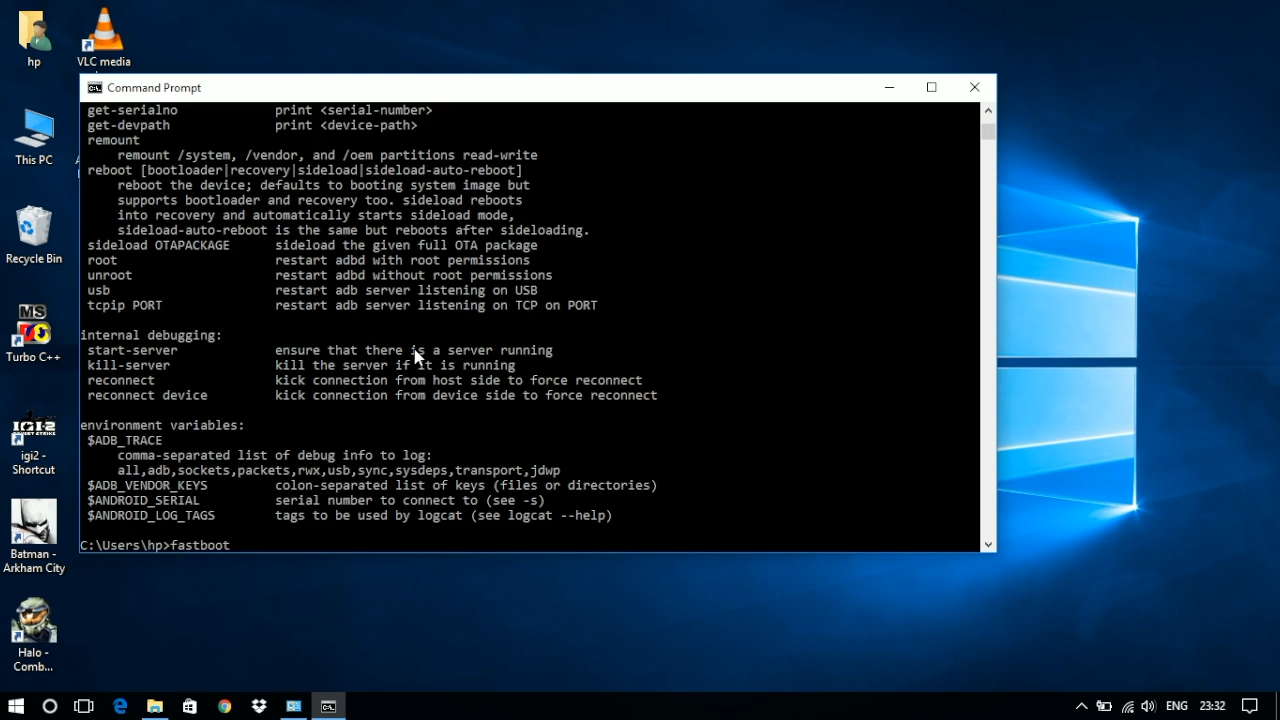 hp
VLC media
This PC
Recycle Bin
MS
Turbo C++
IGI2
igi2 -
Shortcut
Batman -
Arkham City
Halo -
Comb...
Command Prompt
get-serialno print <serial-number>
get-devpath print <device-path>
remount
remount /system, /vendor, and /oem partitions read-write
reboot [bootloader|recovery|sideload|sideload-auto-reboot]
reboot the device; defaults to booting system image but
supports bootloader and recovery too. sideload reboots
into recovery and automatically starts sideload mode,
sideload-auto-reboot is the same but reboots after sideloading.
sideload OTAPACKAGE sideload the given full OTA package
root restart adbd with root permissions
unroot restart adbd without root permissions
usb restart adb server listening on USB
tcpip PORT restart adb server listening on TCP on PORT
internal debugging:
start-server ensure that there is a server running
kill-server kill the server if it is running
reconnect kick connection from host side to force reconnect
reconnect device kick connection from device side to force reconnect
environment variables:
$ADB_TRACE
comma-separated list of debug info to log:
all,adb,sockets,packets,rwx,usb,sync,sysdeps,transport,jdwp
$ADB_VENDOR_KEYS colon-separated list of keys (files or directories)
$ANDROID_SERIAL serial number to connect to (see -s)
$ANDROID_LOG_TAGS tags to be used by logcat (see logcat --help)
C:\Users\hp>fastboot
ENG
23:32